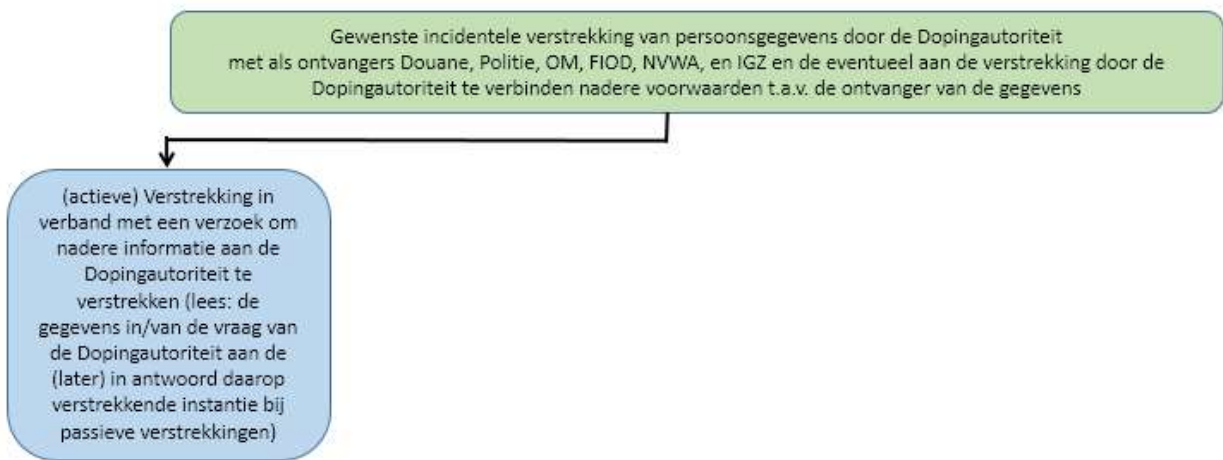 Gewenste incidentele verstrekking van persoonsgegevens door de Dopingautoriteit
met als ontvangers Douane, Politie, OM, FIOD, NVWA, en IGZ en de eventueel aan de verstrekking door de
Dopingautoriteit te verbinden nadere voorwaarden t.a.v. de ontvanger van de gegevens
(actieve) Verstrekking in
verband met een verzoek om
nadere informatie aan de
Dopingautoriteit te
verstrekken (lees: de
gegevens in/van de vraag van
de Dopingautoriteit aan de
(later) in antwoord daarop
verstrekkende instantie bij
passieve verstrekkingen)